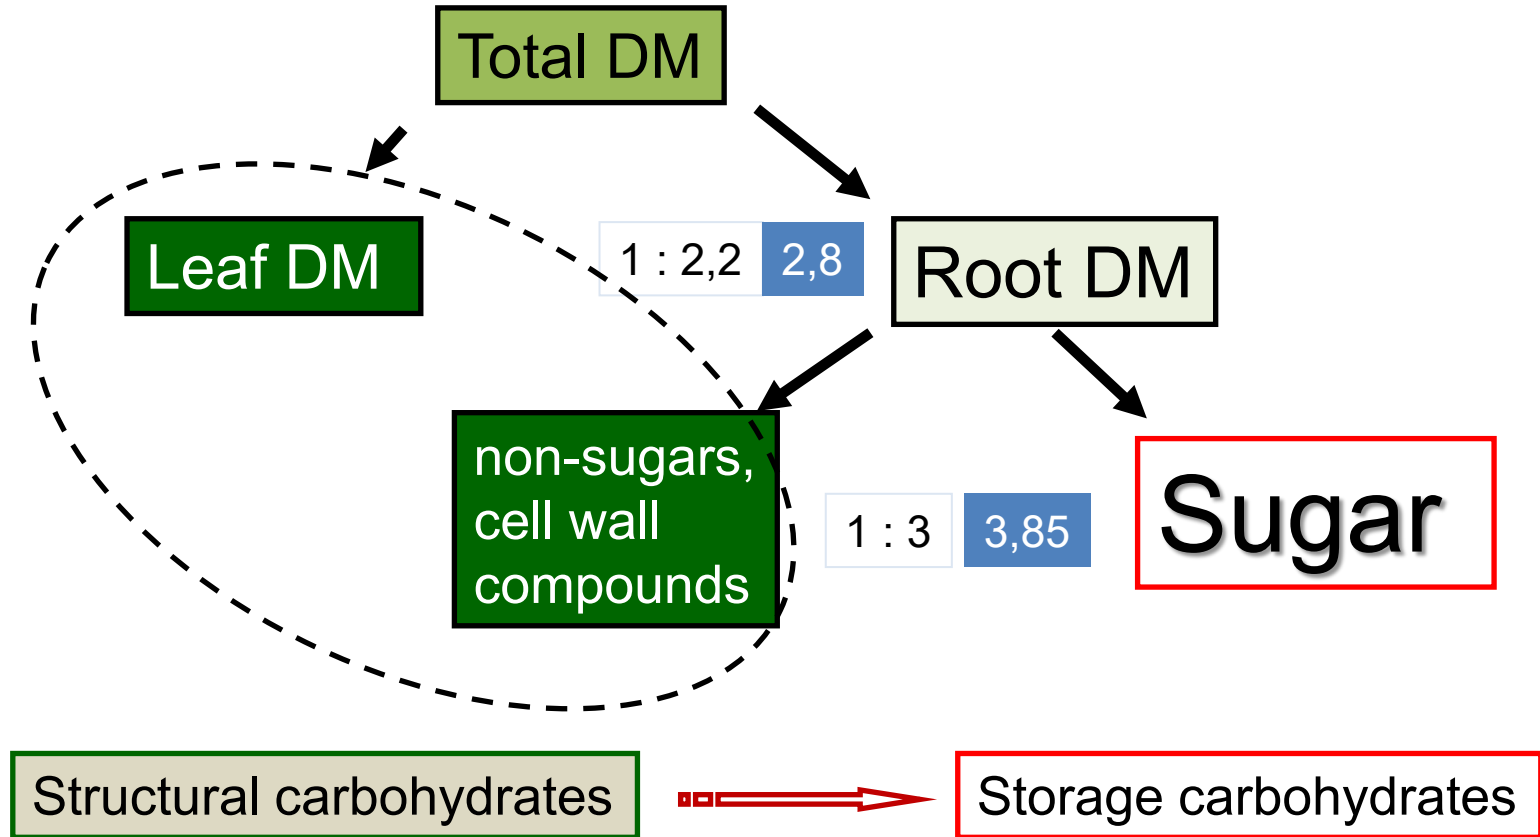 Total DM
Leaf DM
1 : 2,2
2,8
Root DM
non-sugars,
cell wall
compounds
1 : 3
3,85
Sugar
Structural carbohydrates
Storage carbohydrates